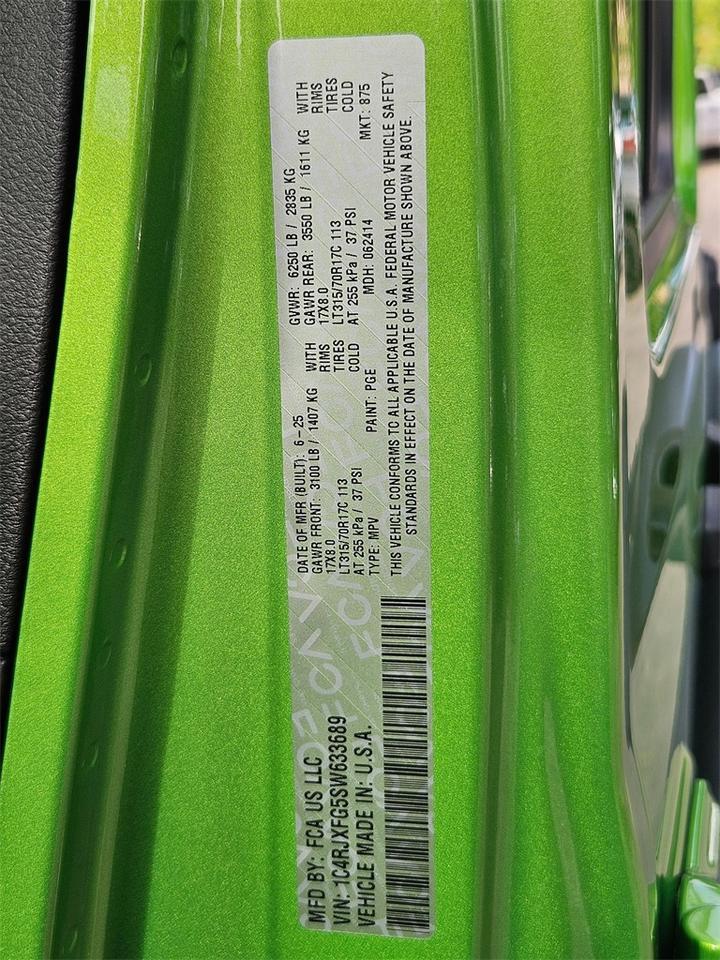 MFD BY: FCA US LLC
VIN: 1C4RJXFG5SW633689
VEHICLE MADE IN: U.S.A.
DATE OF MFR (BUILT): 6-25 GVWR: 6250 LB / 2835 KG
GAWR FRONT: 3100 LB / 1407 KG WITH GAWR REAR: 3550 LB / 1611 KG WITH
17X8.0 RIMS 17X8.0 RIMS
LT315/70R17C 113 TIRES LT315/70R17C 113 TIRES
AT 255 kPa / 37 PSI COLD AT 255 kPa / 37 PSI COLD
TYPE: MPV PAINT: PGE MDH: 062414 MKT: 875
THIS VEHICLE CONFORMS TO ALL APPLICABLE U.S.A. FEDERAL MOTOR VEHICLE SAFETY
STANDARDS IN EFFECT ON THE DATE OF MANUFACTURE SHOWN ABOVE.